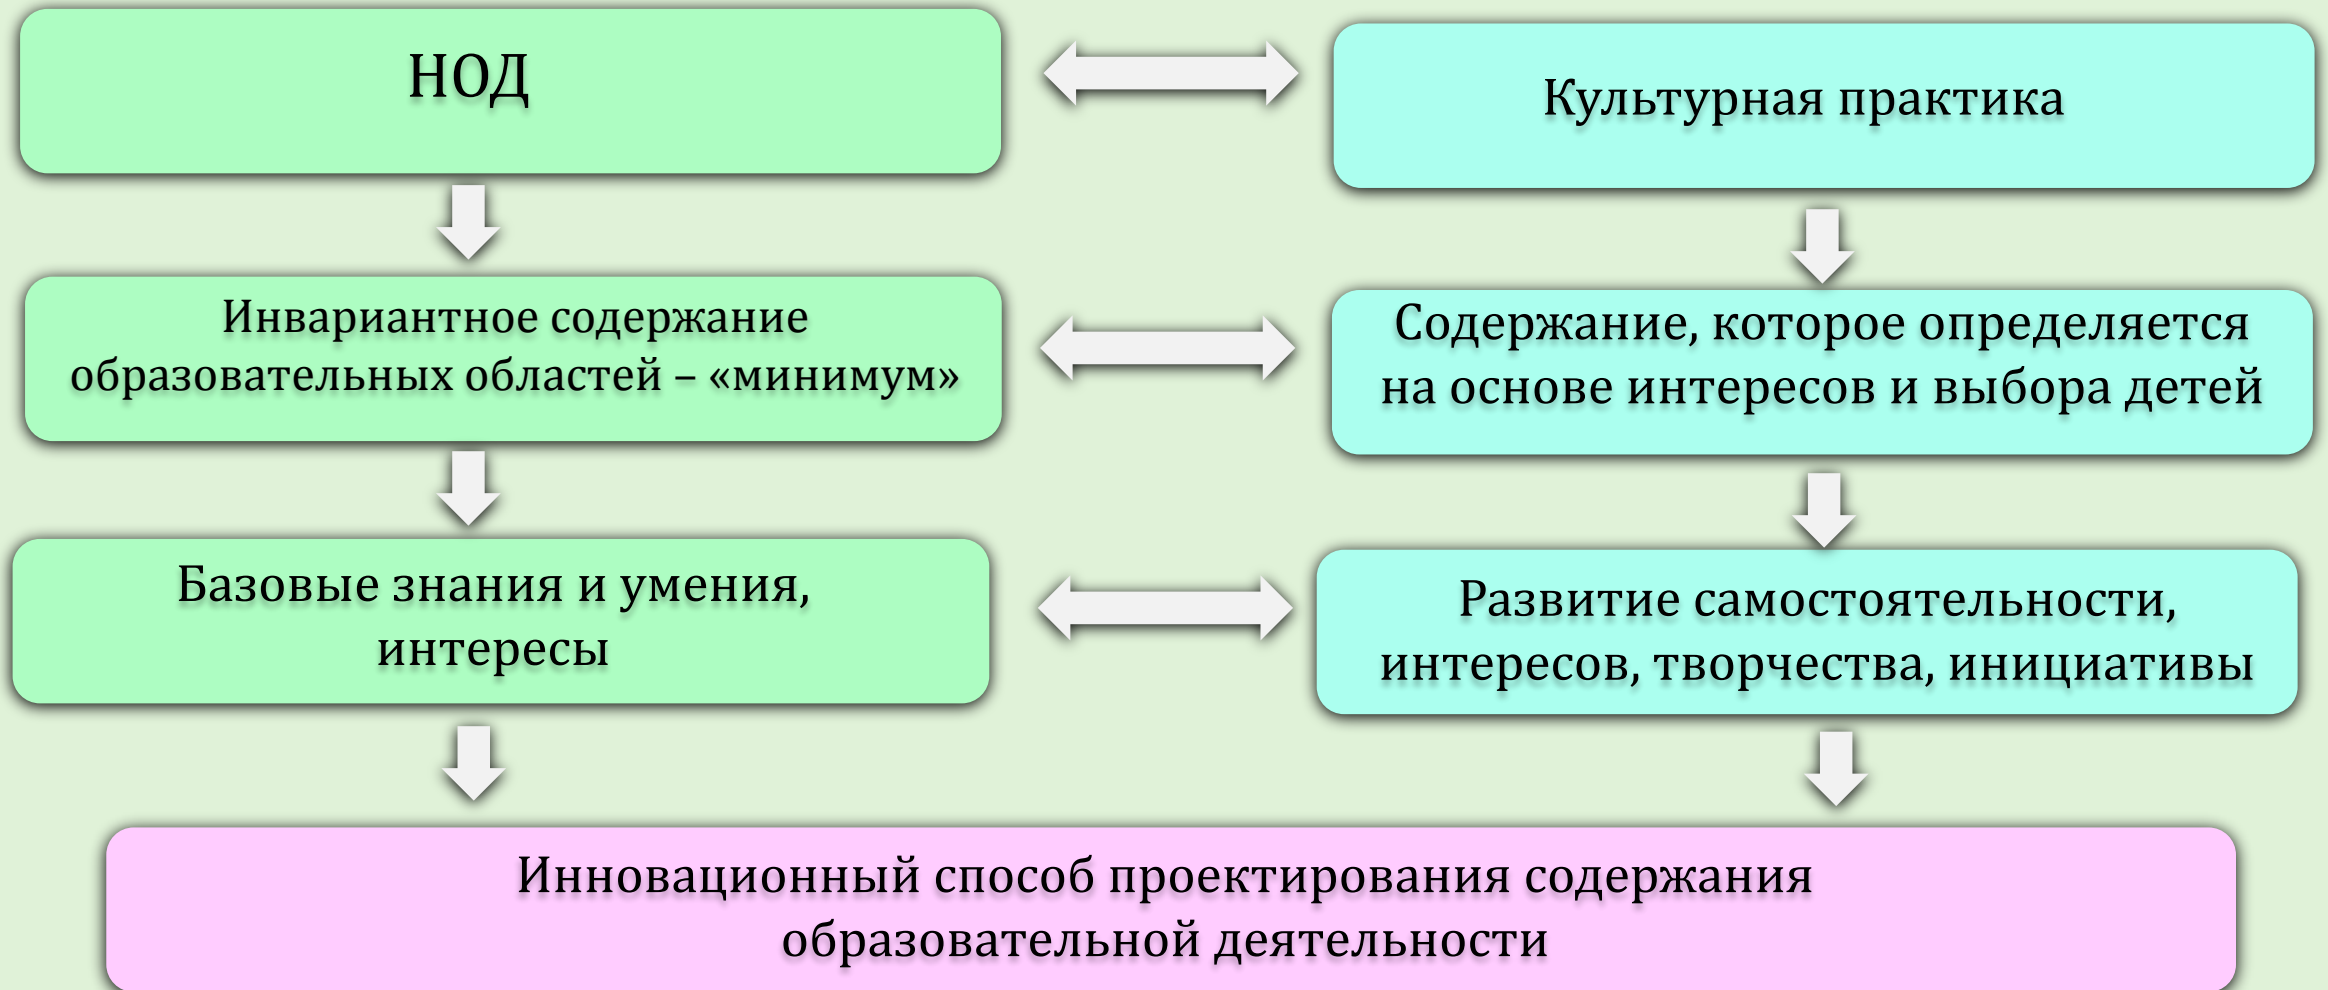 НОД
Культурная практика
Инвариантное содержание
образовательных областей – «минимум»
Содержание, которое определяется
на основе интересов и выбора детей
Базовые знания и умения,
интересы
Развитие самостоятельности,
интересов, творчества, инициативы
Инновационный способ проектирования содержания
образовательной деятельности